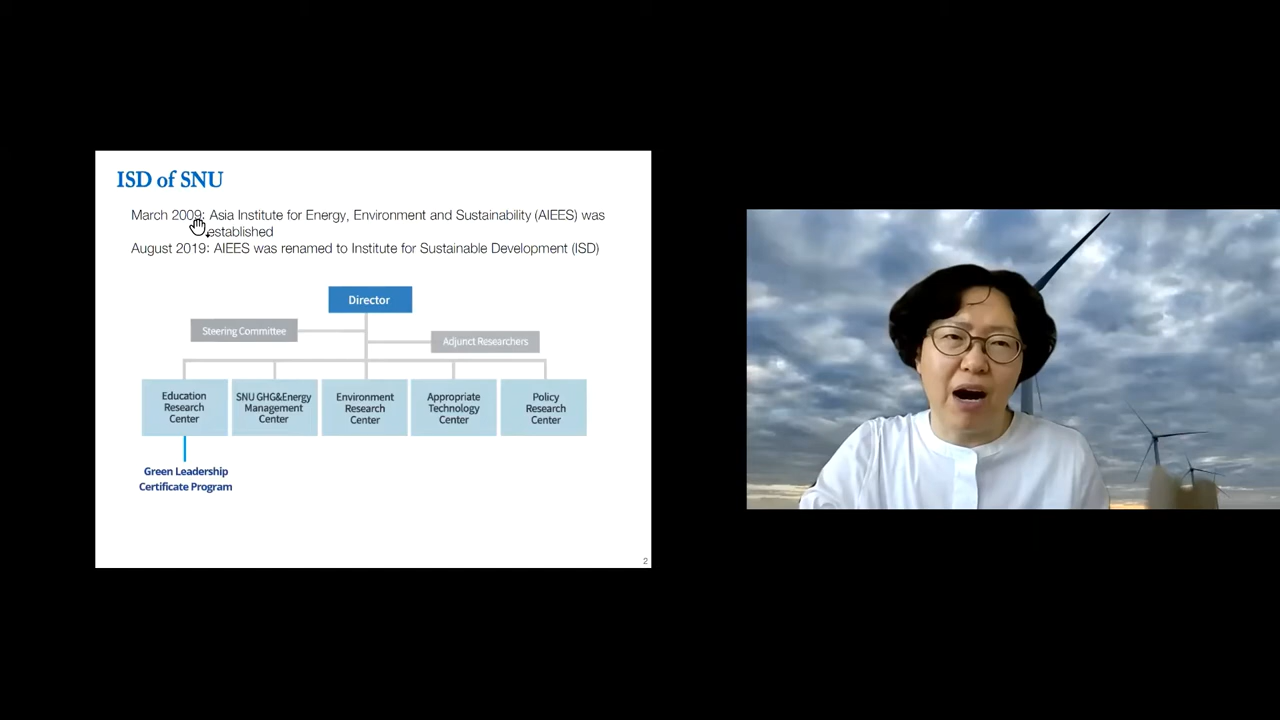 ISD of SNU
March 2009: Asia Institute for Energy, Environment and Sustainability (AIEES) was
established
August 2019: AIEES was renamed to Institute for Sustainable Development (ISD)
Director
Steering Committee
Adjunct Researchers
Education
Research
Center
SNU GHG&Energy
Management
Center
Environment
Research
Center
Appropriate
Technology
Center
Policy
Research
Center
Green Leadership
Certificate Program
2